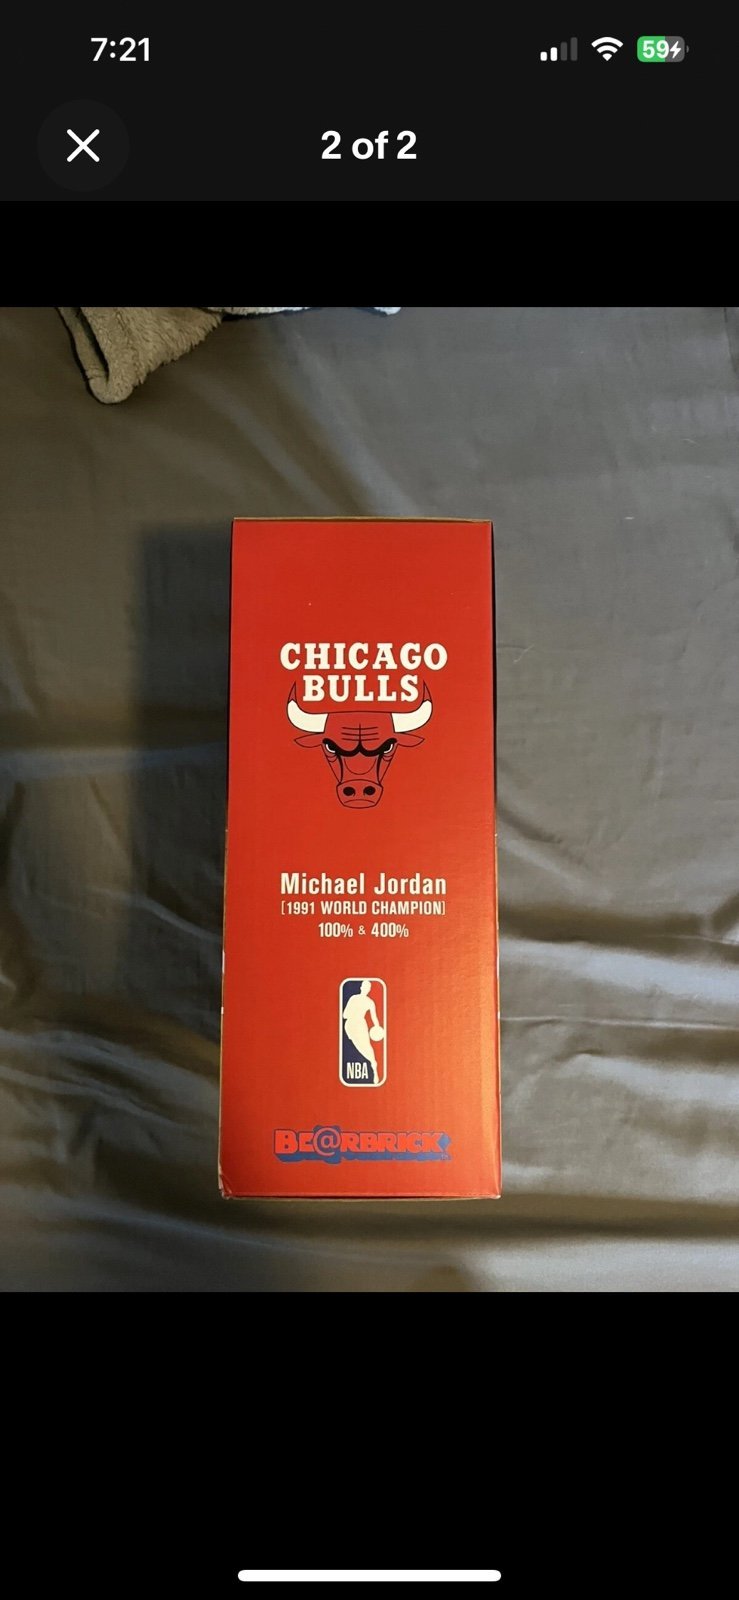 7:21
59
2 of 2
CHICAGO
BULLS
Michael Jordan
[1991 WORLD CHAMPION]
100% & 400%
NBA
BE@RBRICK